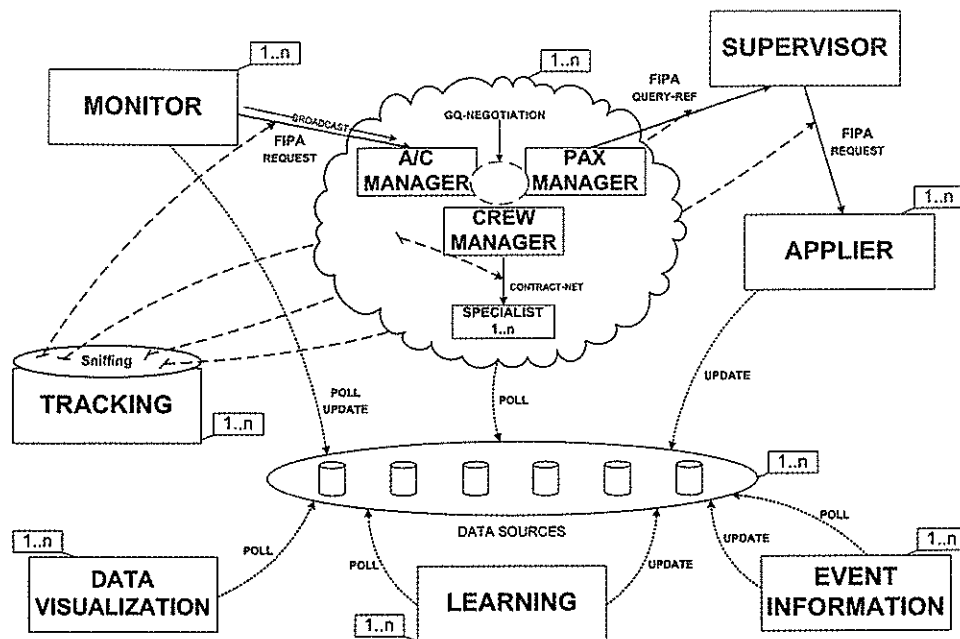 1..n
MONITOR
1..n
SUPERVISOR
FIPA
QUERY-REF
BROADCAST
FIPA
REQUEST
GQ-NEGOTIATION
A/C
MANAGER
PAX
MANAGER
FIPA
REQUEST
CREW
MANAGER
1..n
APPLIER
CONTRACT-NET
SPECIALIST
1..n
Sniffing
TRACKING
1..n
POLL
UPDATE
POLL
UPDATE
1..n
DATA SOURCES
1..n
DATA
VISUALIZATION
POLL
POLL
1..n
LEARNING
UPDATE
UPDATE
POLL
1..n
EVENT
INFORMATION